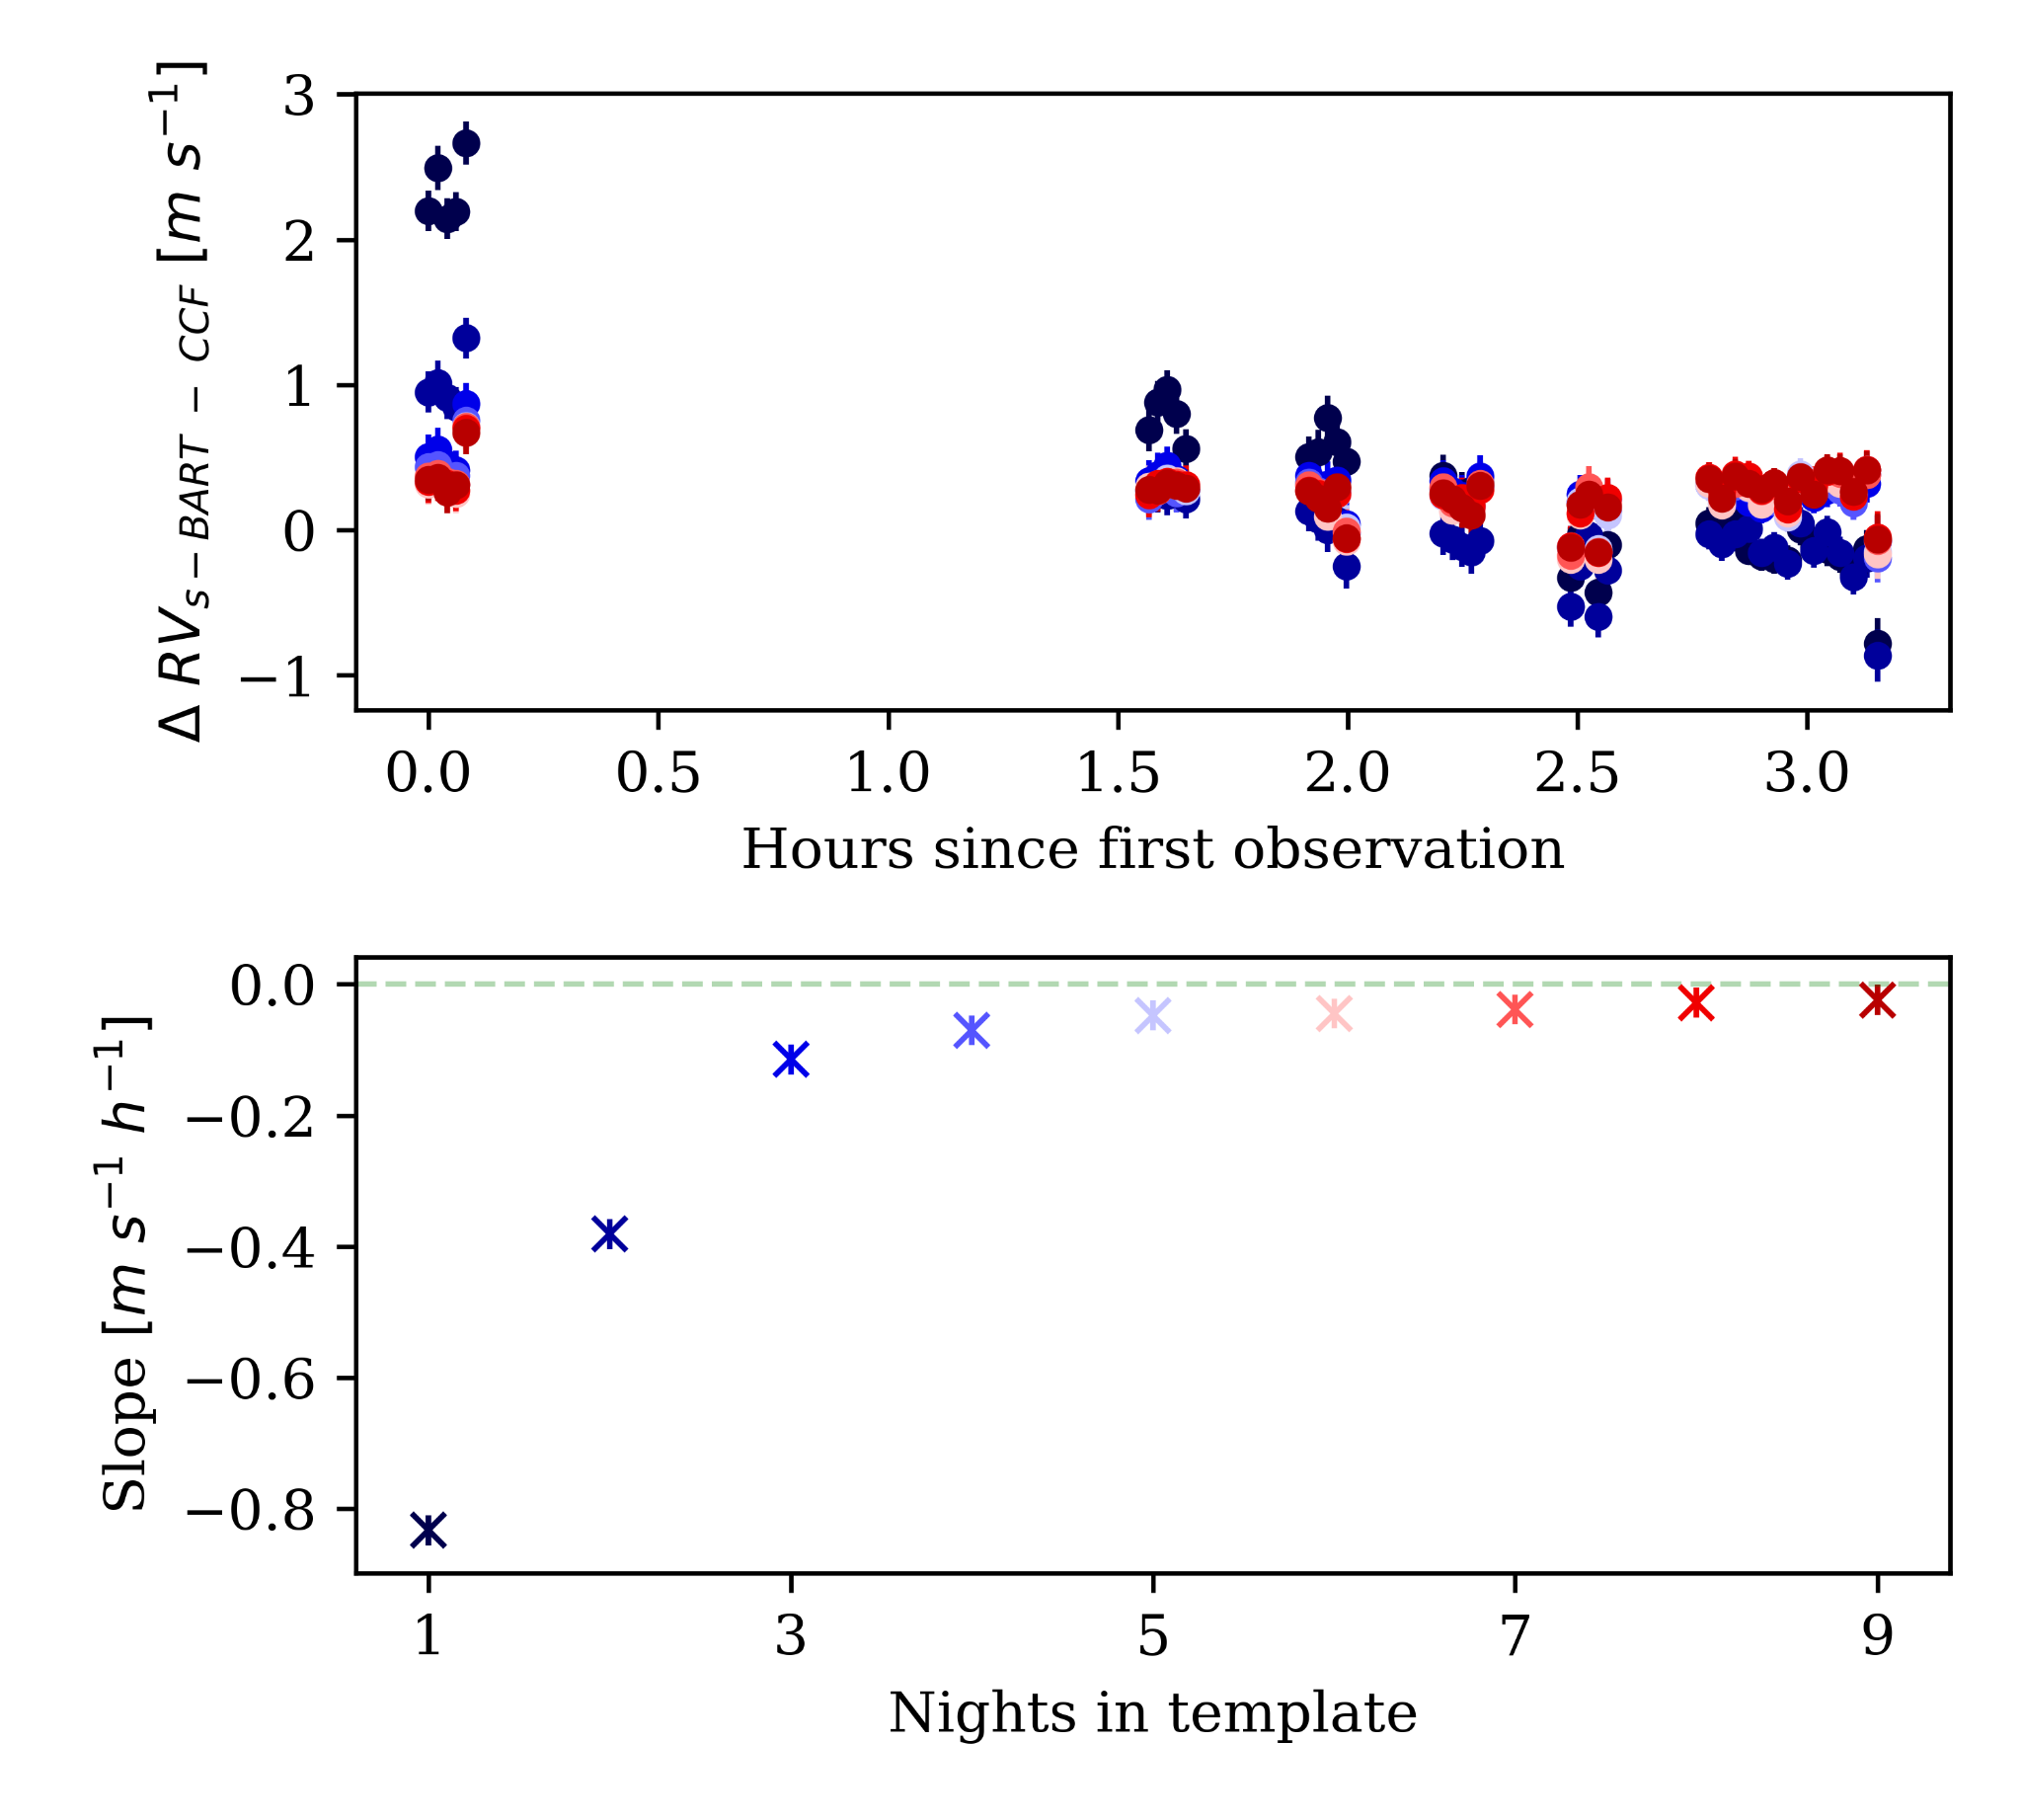 Δ RV_{s−BART − CCF} [m s⁻¹]
3
2
1
0
−1
0.0 0.5 1.0 1.5 2.0 2.5 3.0
Hours since first observation
Slope [m s⁻¹ h⁻¹]
0.0
−0.2
−0.4
−0.6
−0.8
1 3 5 7 9
Nights in template